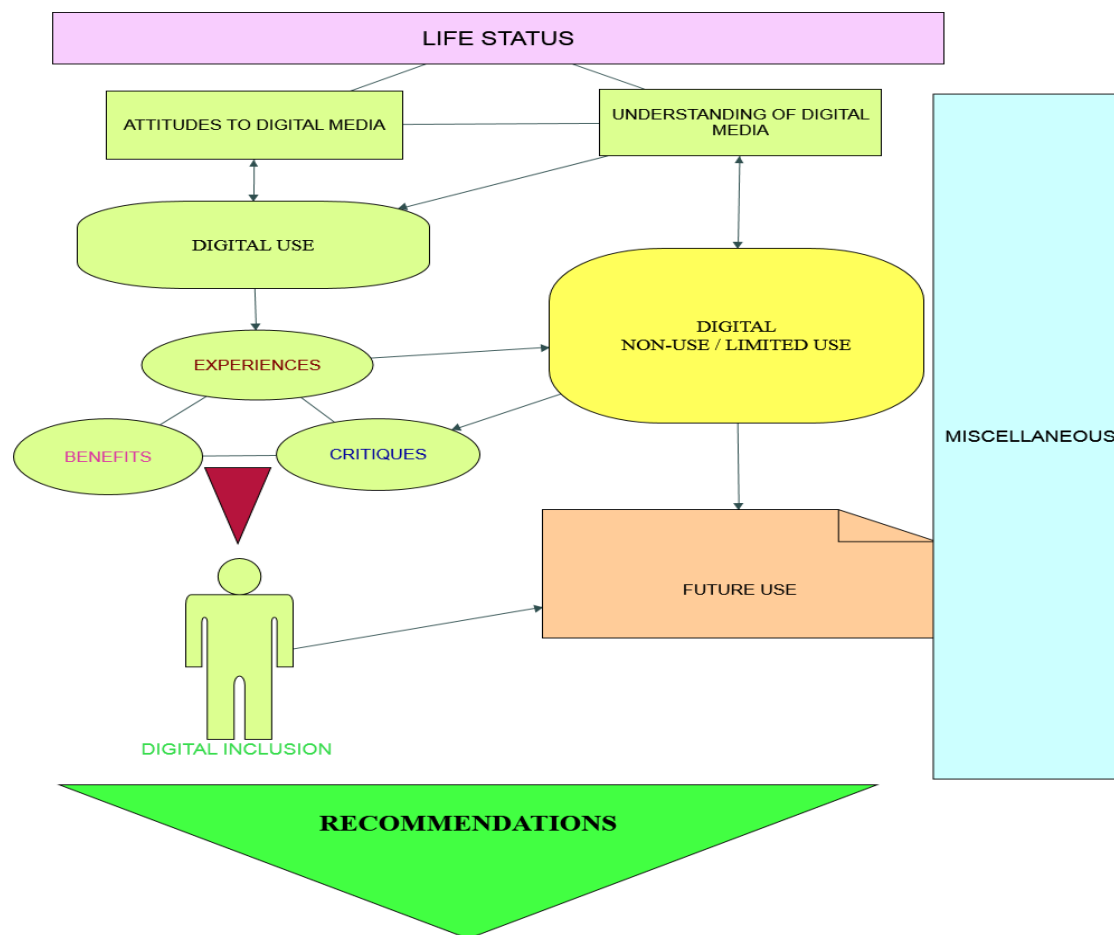 LIFE STATUS
ATTITUDES TO DIGITAL MEDIA
UNDERSTANDING OF DIGITAL
MEDIA
DIGITAL USE
DIGITAL
NON-USE / LIMITED USE
EXPERIENCES
BENEFITS
CRITIQUES
MISCELLANEOUS
FUTURE USE
DIGITAL INCLUSION
RECOMMENDATIONS